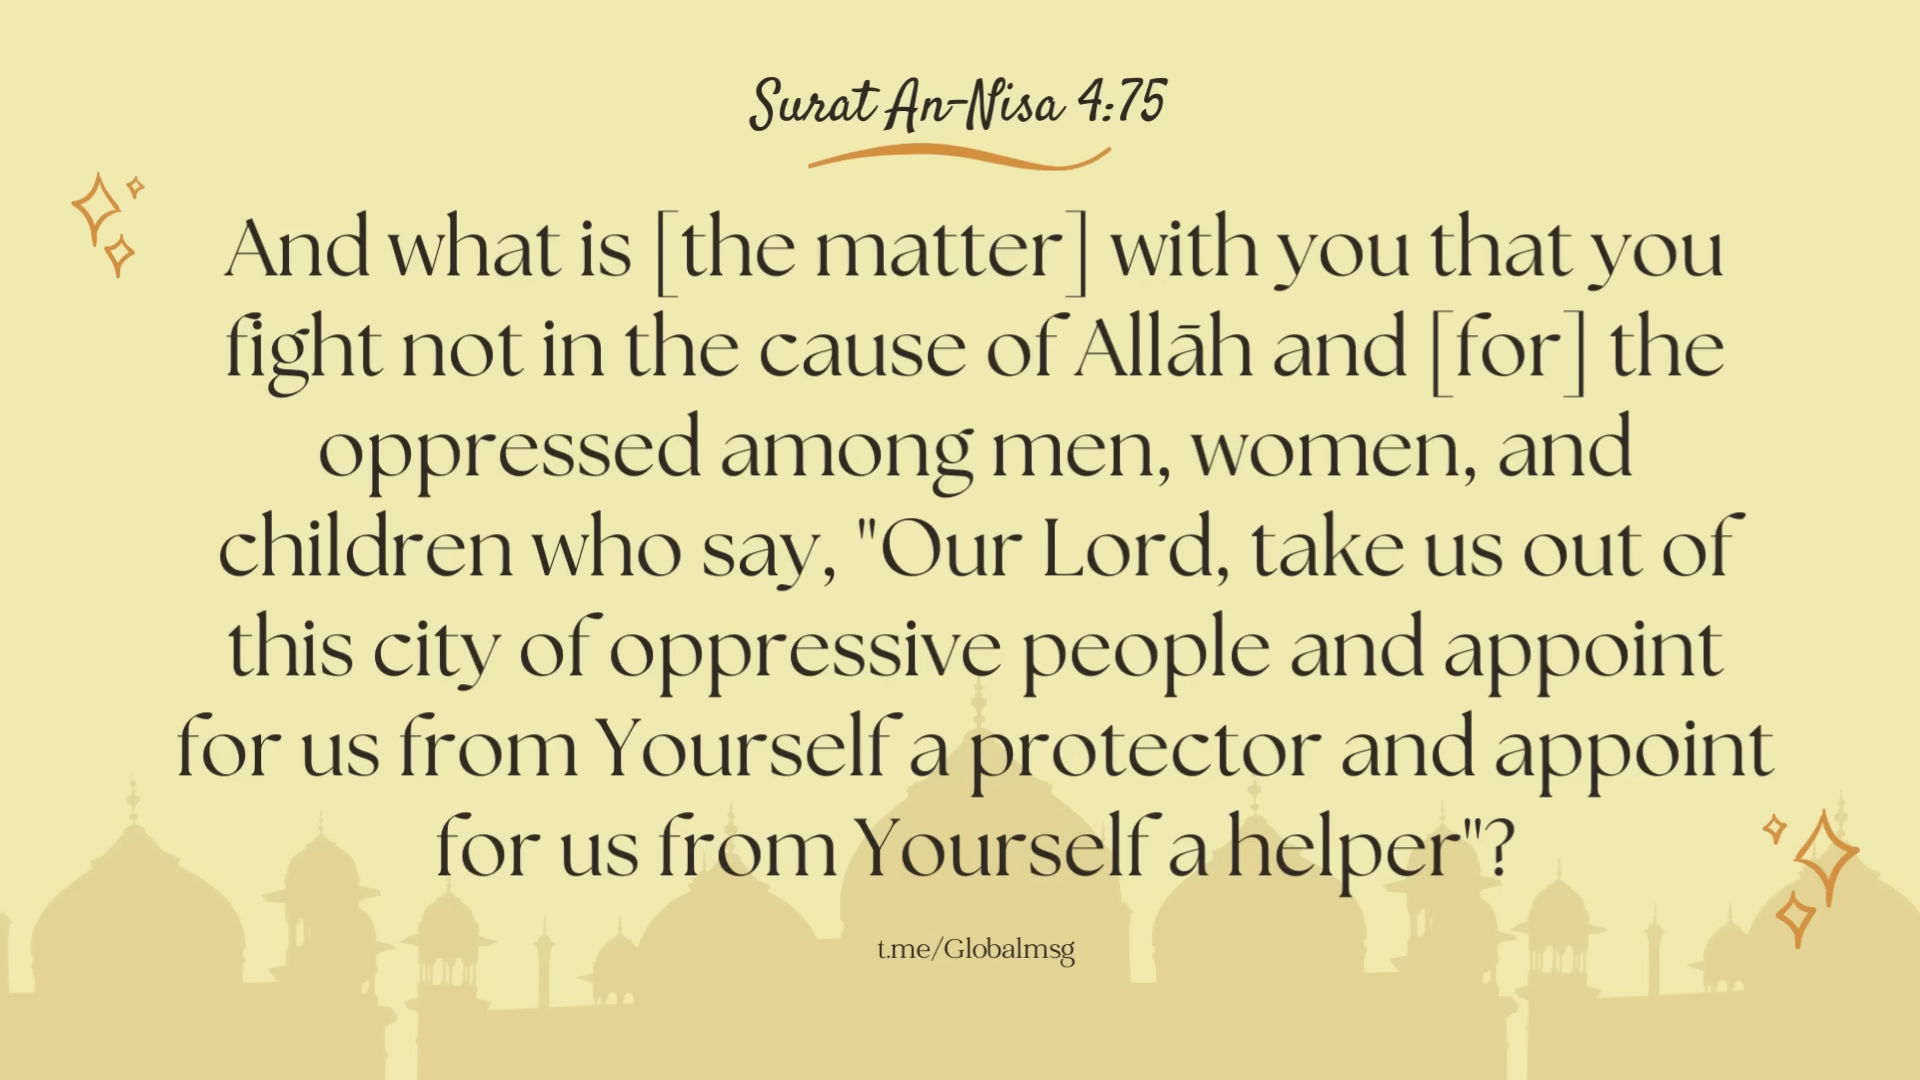 Surat An-Nisa 4:75
And what is [the matter] with you that you
fight not in the cause of Allāh and [for] the
oppressed among men, women, and
children who say, "Our Lord, take us out of
this city of oppressive people and appoint
for us from Yourself a protector and appoint
for us from Yourself a helper"?
t.me/Globalmsg